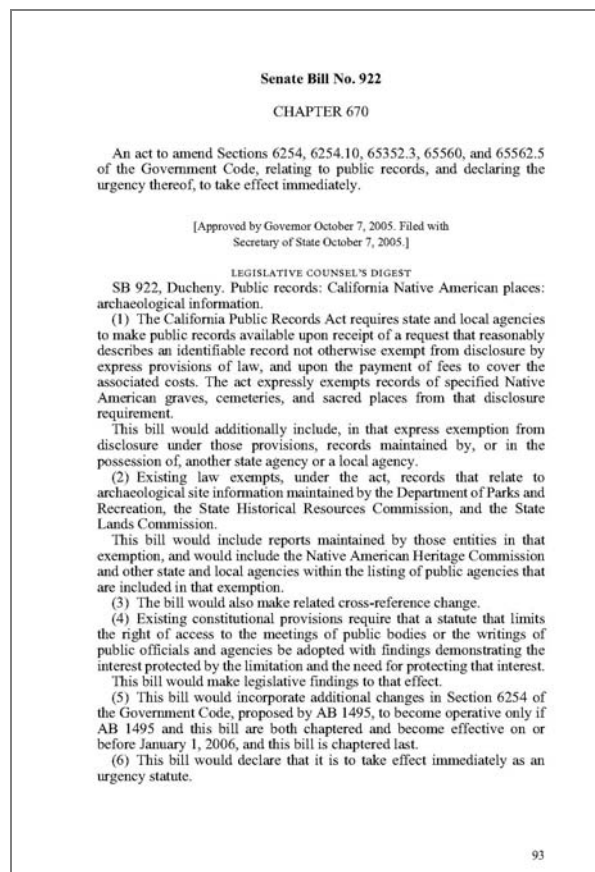 Senate Bill No. 922
CHAPTER 670
An act to amend Sections 6254, 6254.10, 65352.3, 65560, and 65562.5
of the Government Code, relating to public records, and declaring the
urgency thereof, to take effect immediately.
[Approved by Governor October 7, 2005. Filed with
Secretary of State October 7, 2005.]
LEGISLATIVE COUNSEL'S DIGEST
SB 922, Ducheny. Public records: California Native American places:
archaeological information.
(1) The California Public Records Act requires state and local agencies
to make public records available upon receipt of a request that reasonably
describes an identifiable record not otherwise exempt from disclosure by
express provisions of law, and upon the payment of fees to cover the
associated costs. The act expressly exempts records of specified Native
American graves, cemeteries, and sacred places from that disclosure
requirement.
This bill would additionally include, in that express exemption from
disclosure under those provisions, records maintained by, or in the
possession of, another state agency or a local agency.
(2) Existing law exempts, under the act, records that relate to
archaeological site information maintained by the Department of Parks and
Recreation, the State Historical Resources Commission, and the State
Lands Commission.
This bill would include reports maintained by those entities in that
exemption, and would include the Native American Heritage Commission
and other state and local agencies within the listing of public agencies that
are included in that exemption.
(3) The bill would also make related cross-reference change.
(4) Existing constitutional provisions require that a statute that limits
the right of access to the meetings of public bodies or the writings of
public officials and agencies be adopted with findings demonstrating the
interest protected by the limitation and the need for protecting that interest.
This bill would make legislative findings to that effect.
(5) This bill would incorporate additional changes in Section 6254 of
the Government Code, proposed by AB 1495, to become operative only if
AB 1495 and this bill are both chaptered and become effective on or
before January 1, 2006, and this bill is chaptered last.
(6) This bill would declare that it is to take effect immediately as an
urgency statute.
93